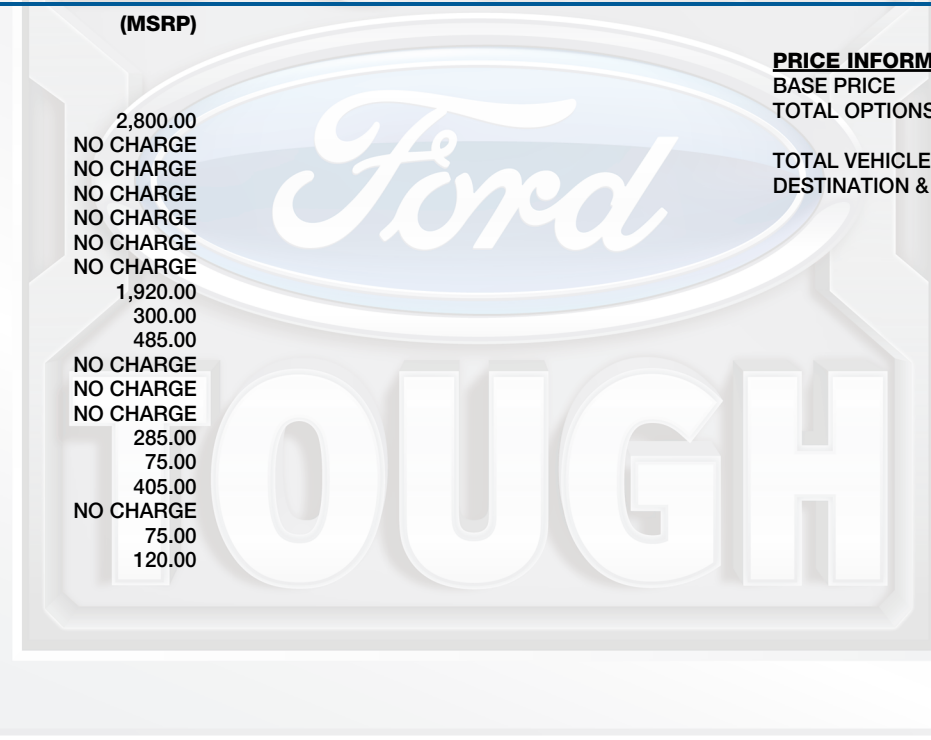 (MSRP)
2,800.00
NO CHARGE
NO CHARGE
NO CHARGE
NO CHARGE
NO CHARGE
NO CHARGE
1,920.00
300.00
485.00
NO CHARGE
NO CHARGE
NO CHARGE
285.00
75.00
405.00
NO CHARGE
75.00
120.00
PRICE INFORM
BASE PRICE
TOTAL OPTIONS
TOTAL VEHICLE
DESTINATION &
Ford
TOUGH